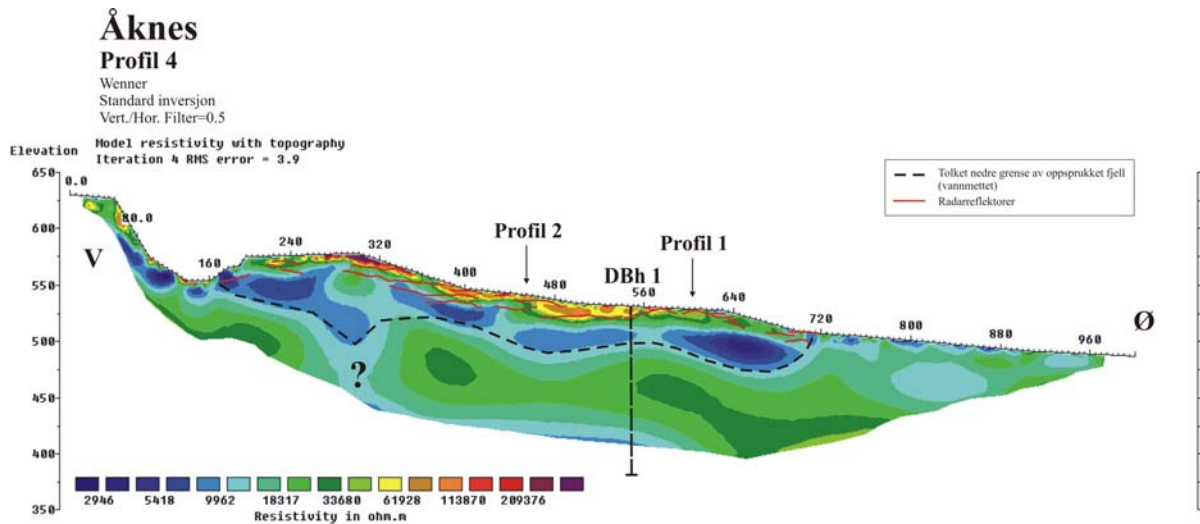 Åknes
Profil 4
Wenner
Standard inversjon
Vert./Hor. Filter=0.5
Model resistivity with topography
Iteration 4 RMS error = 3.9
Elevation
650
600
550
500
450
400
350
0.0
80.0
160
240
320
400
480
560
640
720
800
880
960
V
Profil 2
DBh 1
Profil 1
Ø
?
Tolket nedre grense av oppsprukket fjell
(vannmettet)
Radarreflektorer
2946 5418 9962 18317 33680 61928 113870 209376
Resistivity in ohm.m